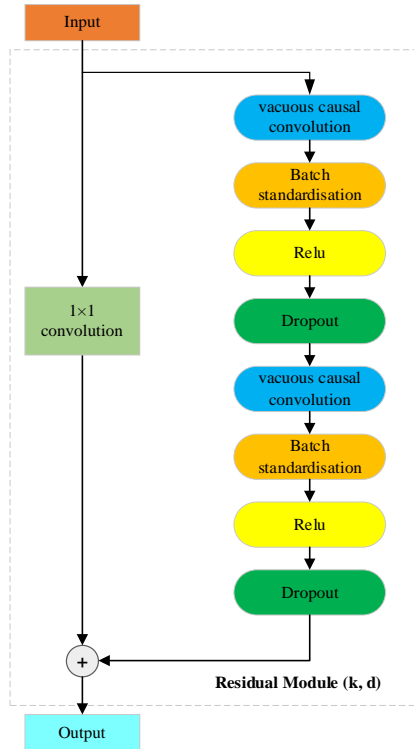 Input
vacuous causal
convolution
Batch
standardisation
Relu
1×1
convolution
Dropout
vacuous causal
convolution
Batch
standardisation
Relu
Dropout
+
Residual Module (k, d)
Output